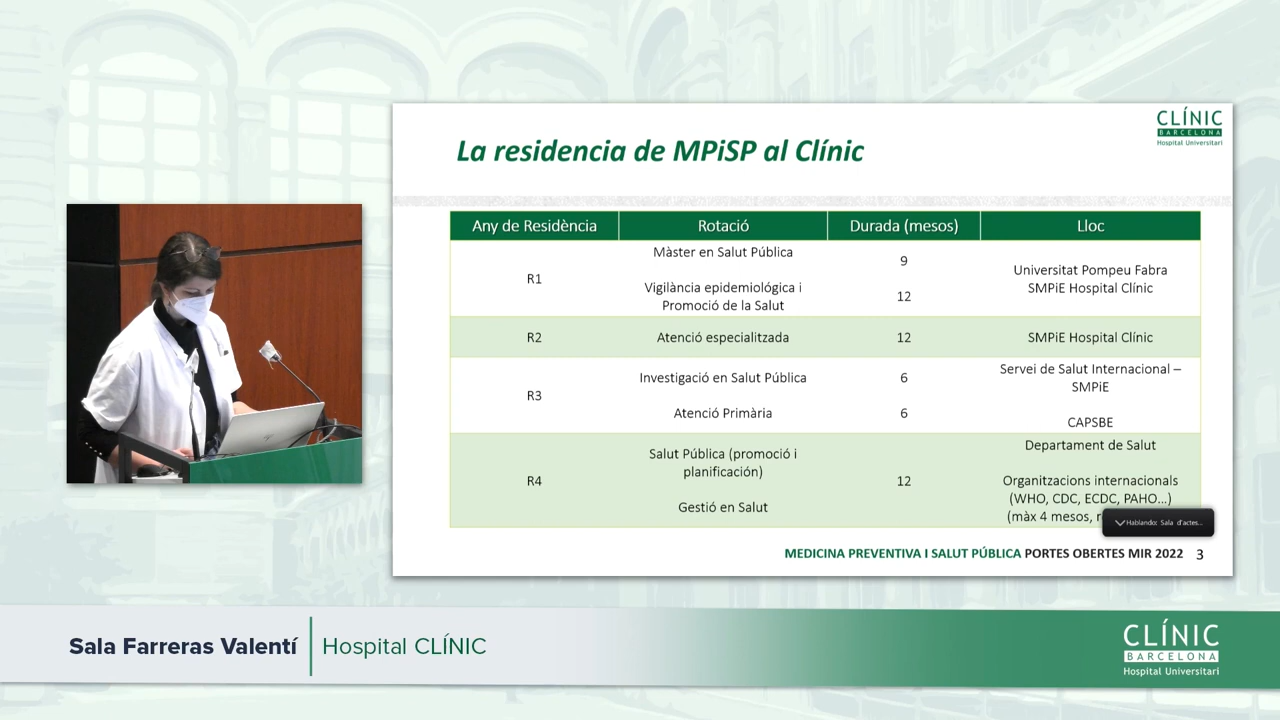 CLÍNIC
BARCELONA
Hospital Universitari
La residencia de MPiSP al Clínic
Any de Residència Rotació Durada (mesos) Lloc
R1
Màster en Salut Pública
Vigilància epidemiológica i
Promoció de la Salut
9
12
Universitat Pompeu Fabra
SMPiE Hospital Clínic
R2 Atenció especialitzada 12 SMPiE Hospital Clínic
R3
Investigació en Salut Pública
Atenció Primària
6
6
Servei de Salut Internacional –
SMPiE
CAPSBE
R4
Salut Pública (promoció i
planificación)
Gestió en Salut
12
Departament de Salut
Organitzacions internacionals
(WHO, CDC, ECDC, PAHO...)
(màx 4 mesos,
Hablando: Sala d'actes...
MEDICINA PREVENTIVA I SALUT PÚBLICA PORTES OBERTES MIR 2022 3
Sala Farreras Valentí Hospital CLÍNIC
CLÍNIC
BARCELONA
Hospital Universitari